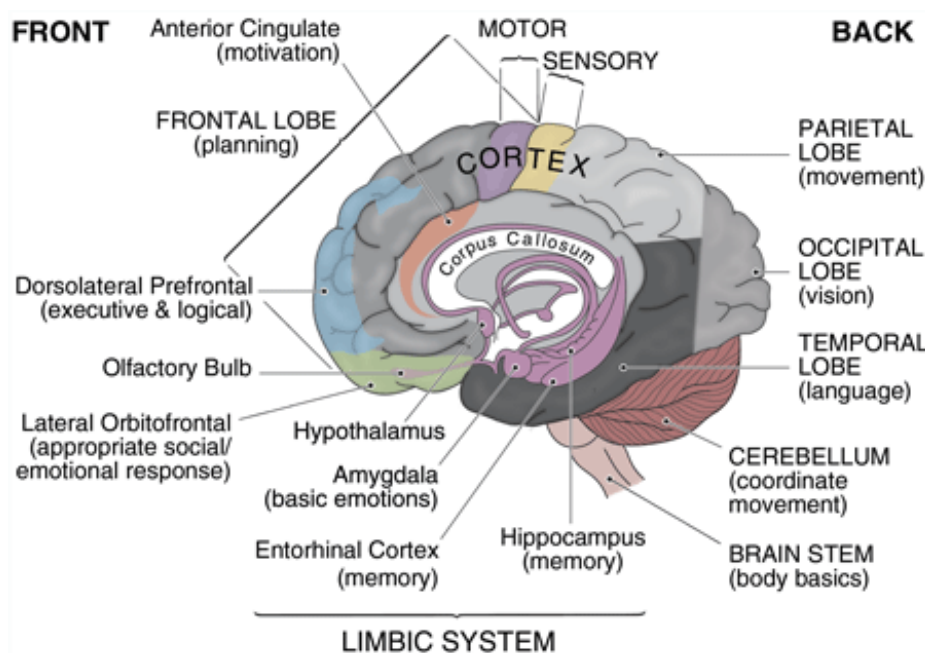 FRONT
Anterior Cingulate
(motivation)
MOTOR
SENSORY
BACK
FRONTAL LOBE
(planning)
CORTEX
Corpus Callosum
PARIETAL
LOBE
(movement)
OCCIPITAL
LOBE
(vision)
Dorsolateral Prefrontal
(executive & logical)
TEMPORAL
LOBE
(language)
Olfactory Bulb
Lateral Orbitofrontal
(appropriate social/
emotional response)
Hypothalamus
Amygdala
(basic emotions)
Entorhinal Cortex
(memory)
Hippocampus
(memory)
CEREBELLUM
(coordinate
movement)
BRAIN STEM
(body basics)
LIMBIC SYSTEM